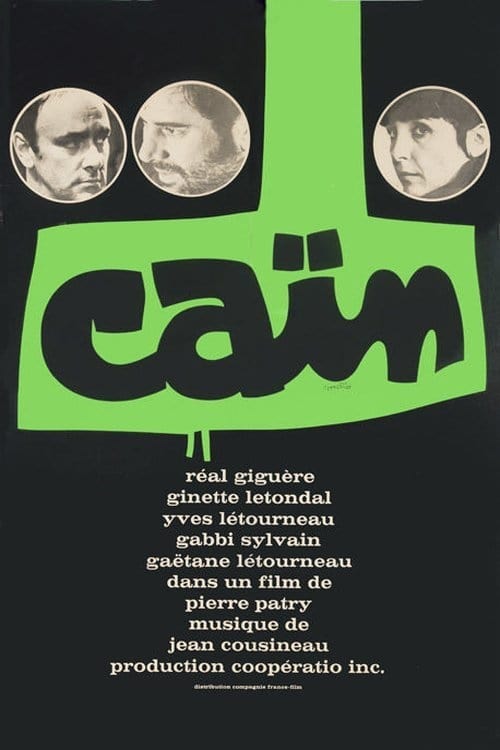 caïn
réal giguère
ginette letondal
yves létourneau
gabbi sylvain
gaëtane létourneau
dans un film de
pierre patry
musique de
jean cousineau
production coopératio inc.
distribution compagnie france-film